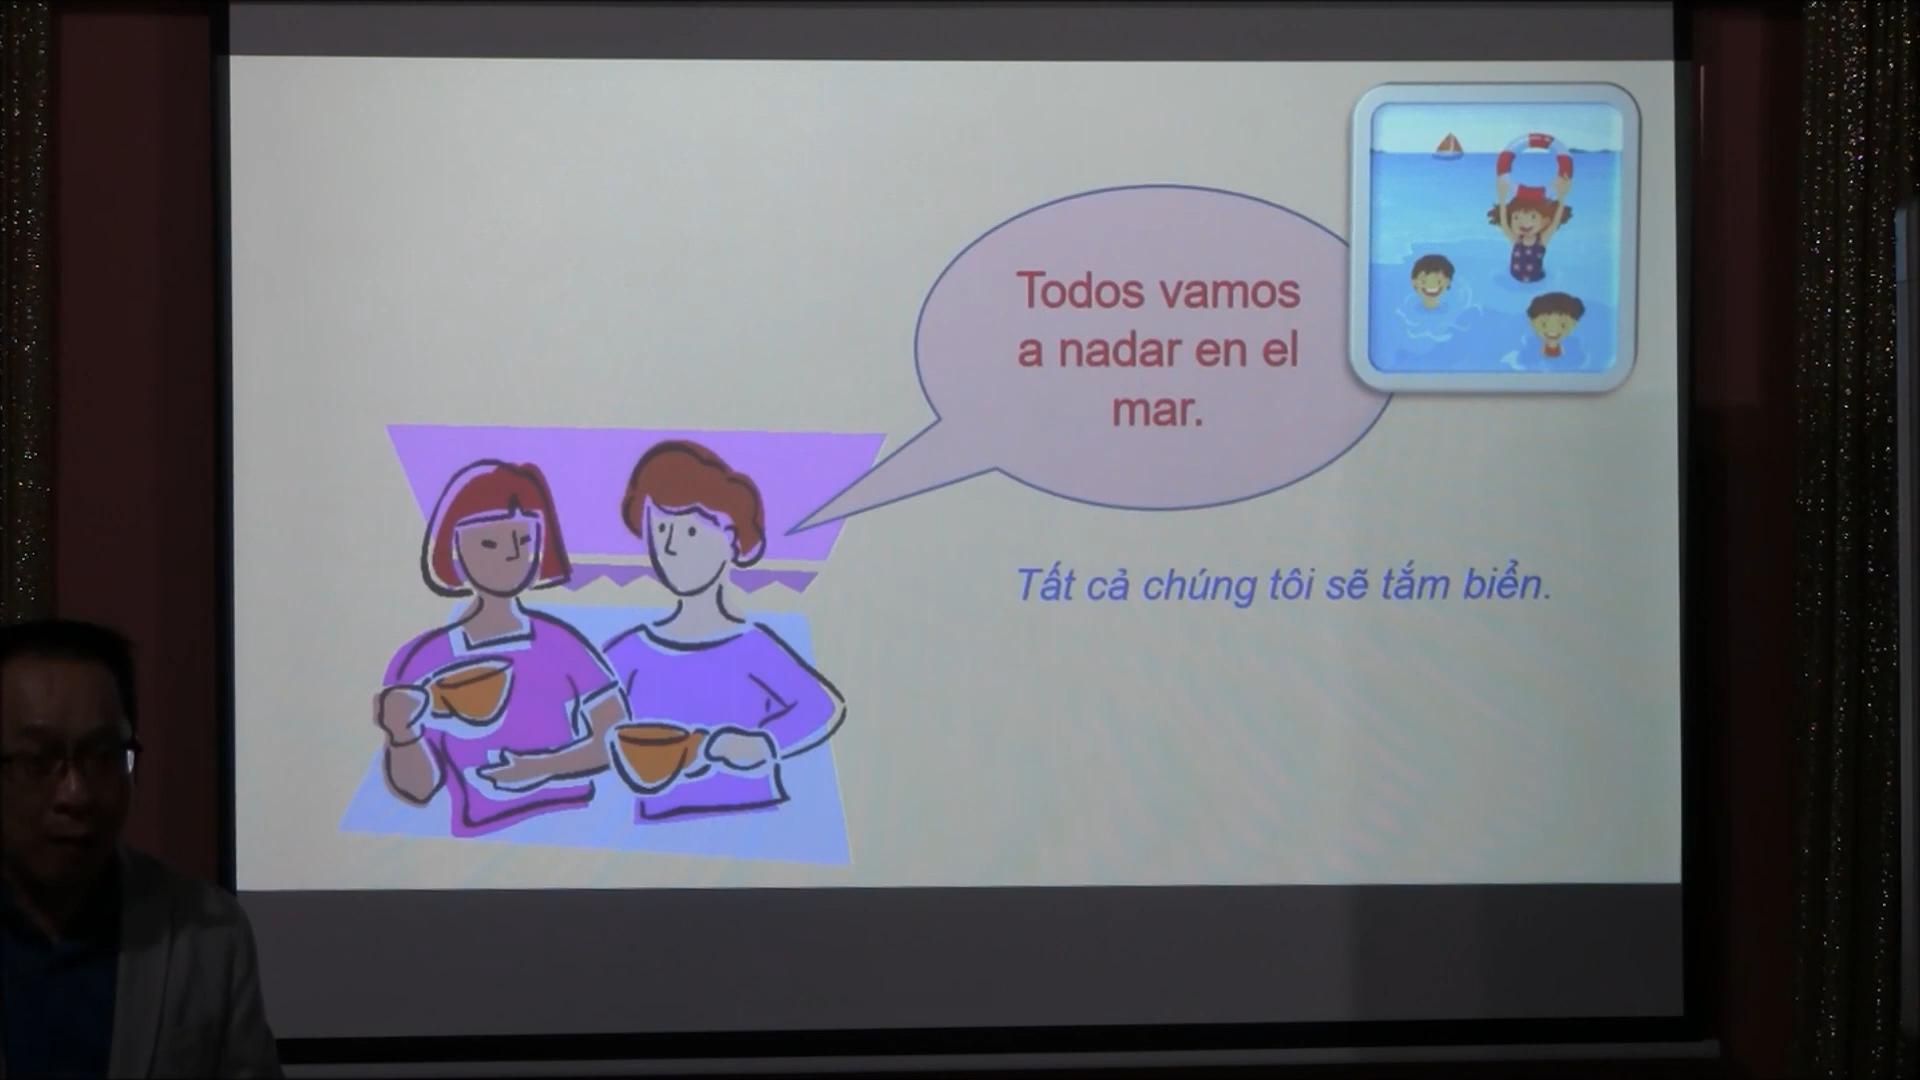 Todos vamos
a nadar en el
mar.
Tất cả chúng tôi sẽ tắm biển.